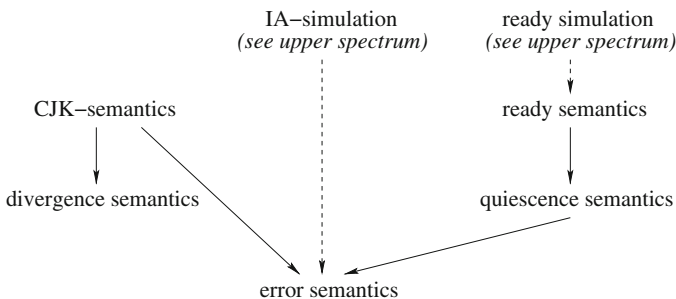 IA−simulation
(see upper spectrum)
ready simulation
(see upper spectrum)
CJK−semantics
ready semantics
divergence semantics
quiescence semantics
error semantics